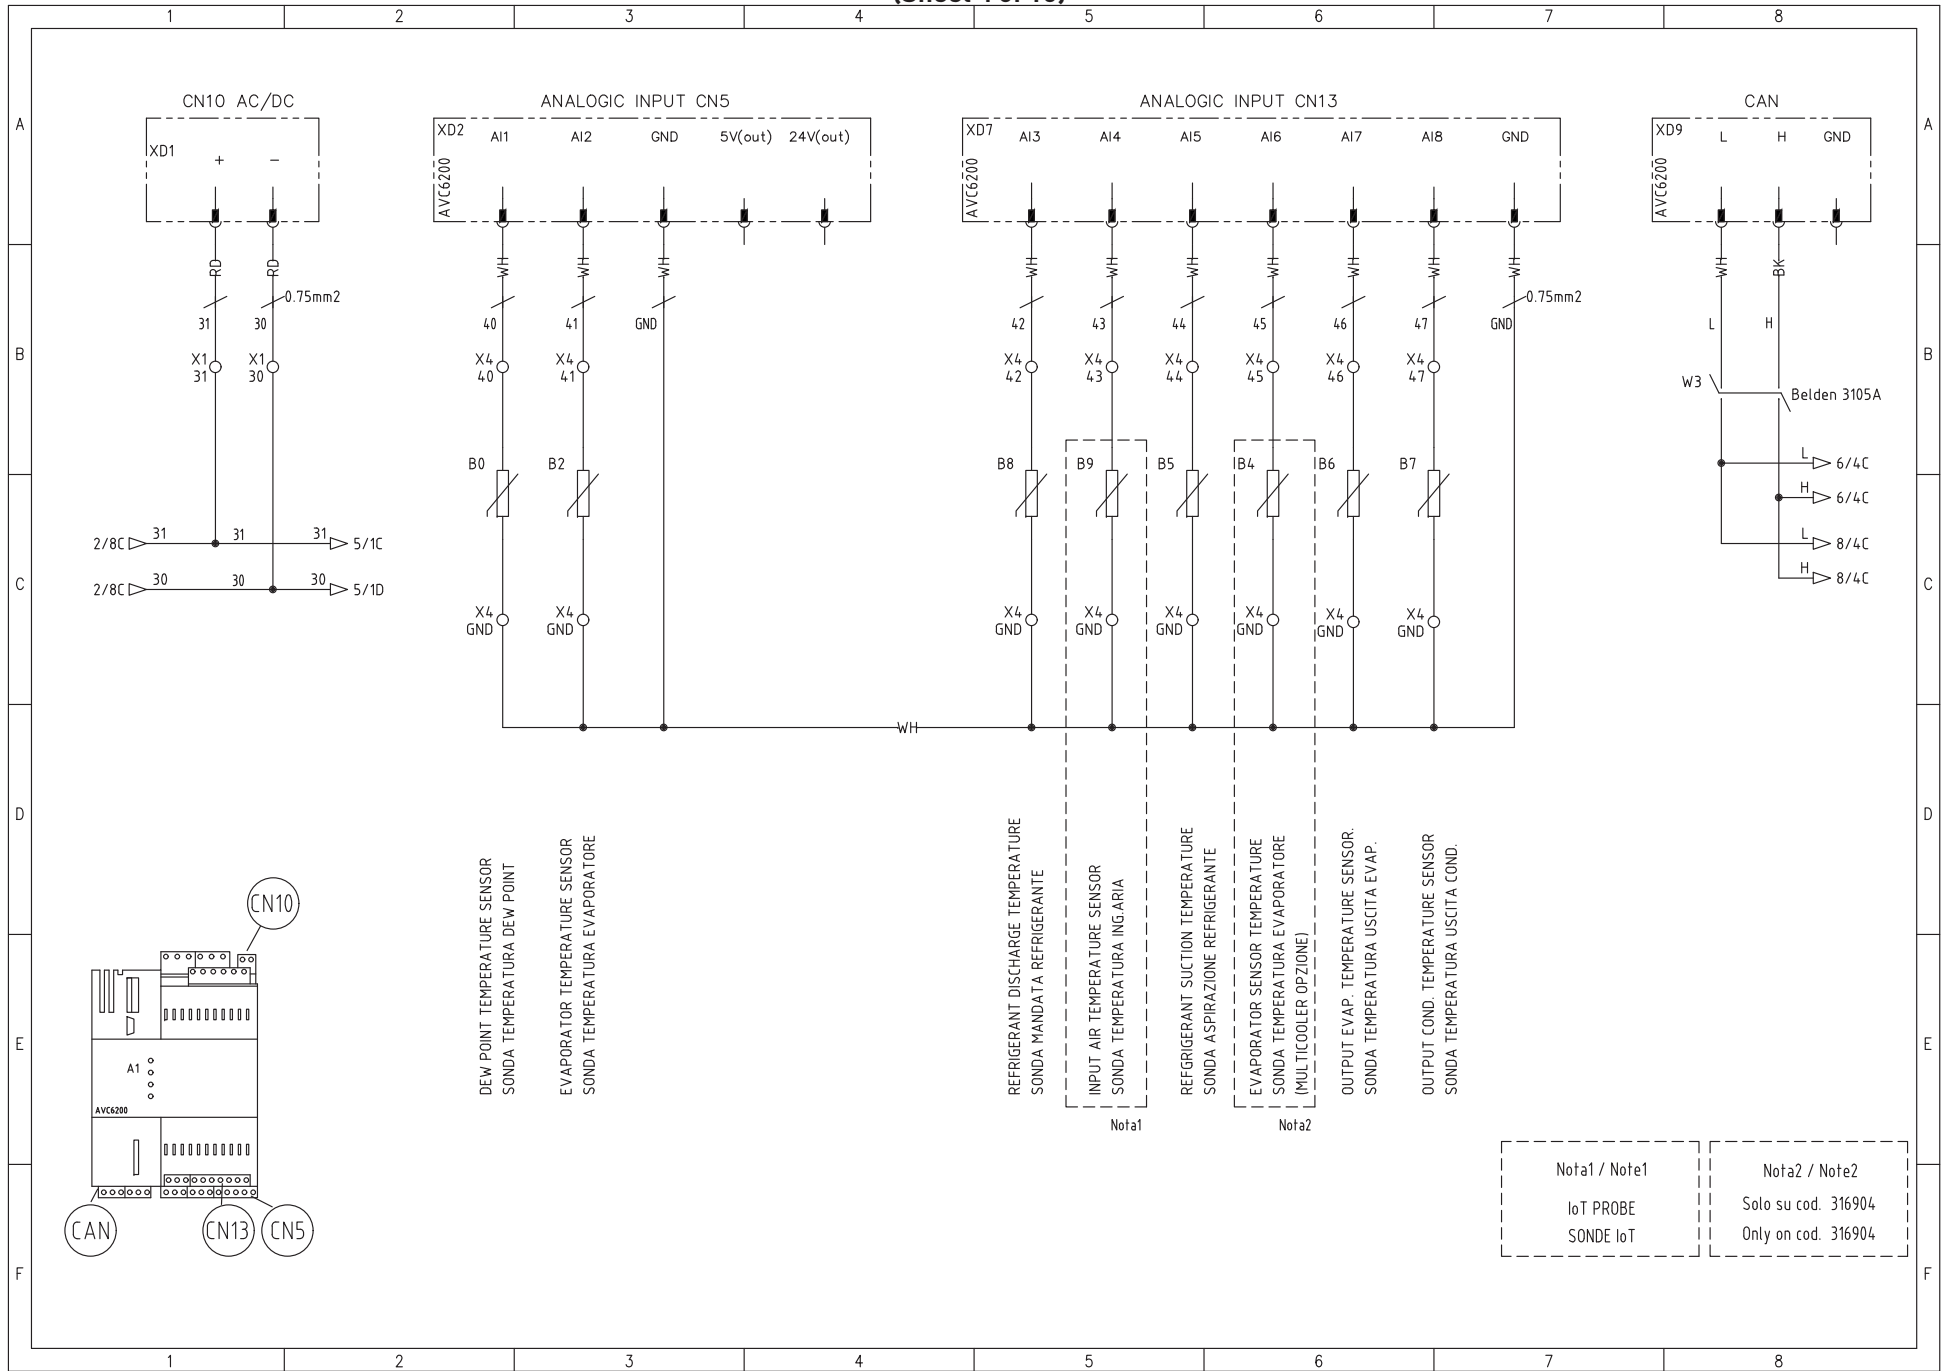 1 2 3 4 5 6 7 8
CN10 AC/DC
XD1
+ −
RD RD
0.75mm2
31 30
X1 31
X1 30
2/8C 31 31 31 5/1C
2/8C 30 30 30 5/1D
ANALOGIC INPUT CN5
XD2 AI1 AI2 GND 5V(out) 24V(out)
AVC6200
WH WH WH
40 41 GND
X4 40
X4 41
B0 B2
X4 GND
X4 GND
WH
DEW POINT TEMPERATURE SENSOR
SONDA TEMPERATURA DEW POINT
EVAPORATOR TEMPERATURE SENSOR
SONDA TEMPERATURA EVAPORATORE
ANALOGIC INPUT CN13
XD7 AI3 AI4 AI5 AI6 AI7 AI8 GND
AVC6200
WH WH WH WH WH WH WH
0.75mm2
42 43 44 45 46 47 GND
X4 42
X4 43
X4 44
X4 45
X4 46
X4 47
B8 B9 B5 B4 B6 B7
X4 GND
X4 GND
X4 GND
X4 GND
X4 GND
X4 GND
REFRIGERANT DISCHARGE TEMPERATURE
SONDA MANDATA REFRIGERANTE
INPUT AIR TEMPERATURE SENSOR
SONDA TEMPERATURA ING.ARIA
Nota1
REFGRIGERANT SUCTION TEMPERATURE
SONDA ASPIRAZIONE REFRIGERANTE
EVAPORATOR SENSOR TEMPERATURE
SONDA TEMPERATURA EVAPORATORE
(MULTICOOLER OPZIONE)
Nota2
OUTPUT EVAP. TEMPERATURE SENSOR.
SONDA TEMPERATURA USCITA EVAP.
OUTPUT COND. TEMPERATURE SENSOR
SONDA TEMPERATURA USCITA COND.
CAN
XD9 L H GND
AVC6200
WH BK
L H
W3 Belden 3105A
L 6/4C
H 6/4C
L 8/4C
H 8/4C
CN10
A1
AVC6200
CAN CN13 CN5
Nota1 / Note1
IoT PROBE
SONDE IoT
Nota2 / Note2
Solo su cod. 316904
Only on cod. 316904
A A
B B
C C
D D
E E
F F
1 2 3 4 5 6 7 8